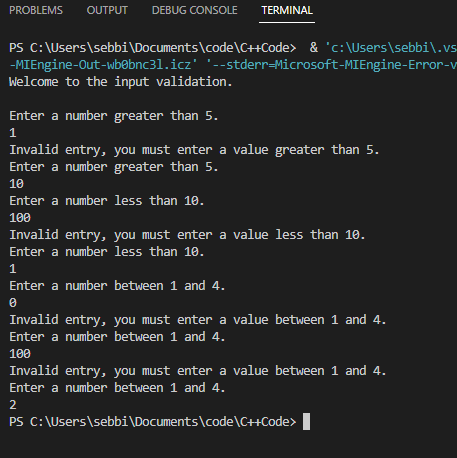 PROBLEMS OUTPUT DEBUG CONSOLE TERMINAL
PS C:\Users\sebbi\Documents\code\C++Code>  & 'c:\Users\sebbi\.vs
-MIEngine-Out-wb0bnc3l.icz' '--stderr=Microsoft-MIEngine-Error-v
Welcome to the input validation.
Enter a number greater than 5.
1
Invalid entry, you must enter a value greater than 5.
Enter a number greater than 5.
10
Enter a number less than 10.
100
Invalid entry, you must enter a value less than 10.
Enter a number less than 10.
1
Enter a number between 1 and 4.
0
Invalid entry, you must enter a value between 1 and 4.
Enter a number between 1 and 4.
100
Invalid entry, you must enter a value between 1 and 4.
Enter a number between 1 and 4.
2
PS C:\Users\sebbi\Documents\code\C++Code>